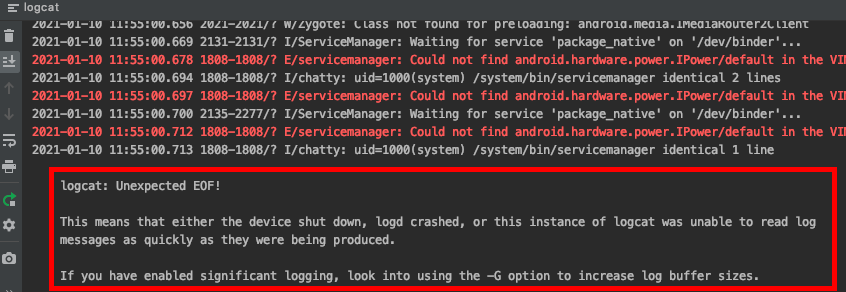 logcat
2021-01-10 11:55:00.656 2021-2021/? W/Zygote: Class not found for preloading: android.media.IMediaRouter2Client
2021-01-10 11:55:00.669 2131-2131/? I/ServiceManager: Waiting for service 'package_native' on '/dev/binder'...
2021-01-10 11:55:00.678 1808-1808/? E/servicemanager: Could not find android.hardware.power.IPower/default in the
2021-01-10 11:55:00.694 1808-1808/? I/chatty: uid=1000(system) /system/bin/servicemanager identical 2 lines
2021-01-10 11:55:00.697 1808-1808/? E/servicemanager: Could not find android.hardware.power.IPower/default in the
2021-01-10 11:55:00.700 2135-2277/? I/ServiceManager: Waiting for service 'package_native' on '/dev/binder'...
2021-01-10 11:55:00.712 1808-1808/? E/servicemanager: Could not find android.hardware.power.IPower/default in the
2021-01-10 11:55:00.713 1808-1808/? I/chatty: uid=1000(system) /system/bin/servicemanager identical 1 line
logcat: Unexpected EOF!
This means that either the device shut down, logd crashed, or this instance of logcat was unable to read log
messages as quickly as they were being produced.
If you have enabled significant logging, look into using the -G option to increase log buffer sizes.